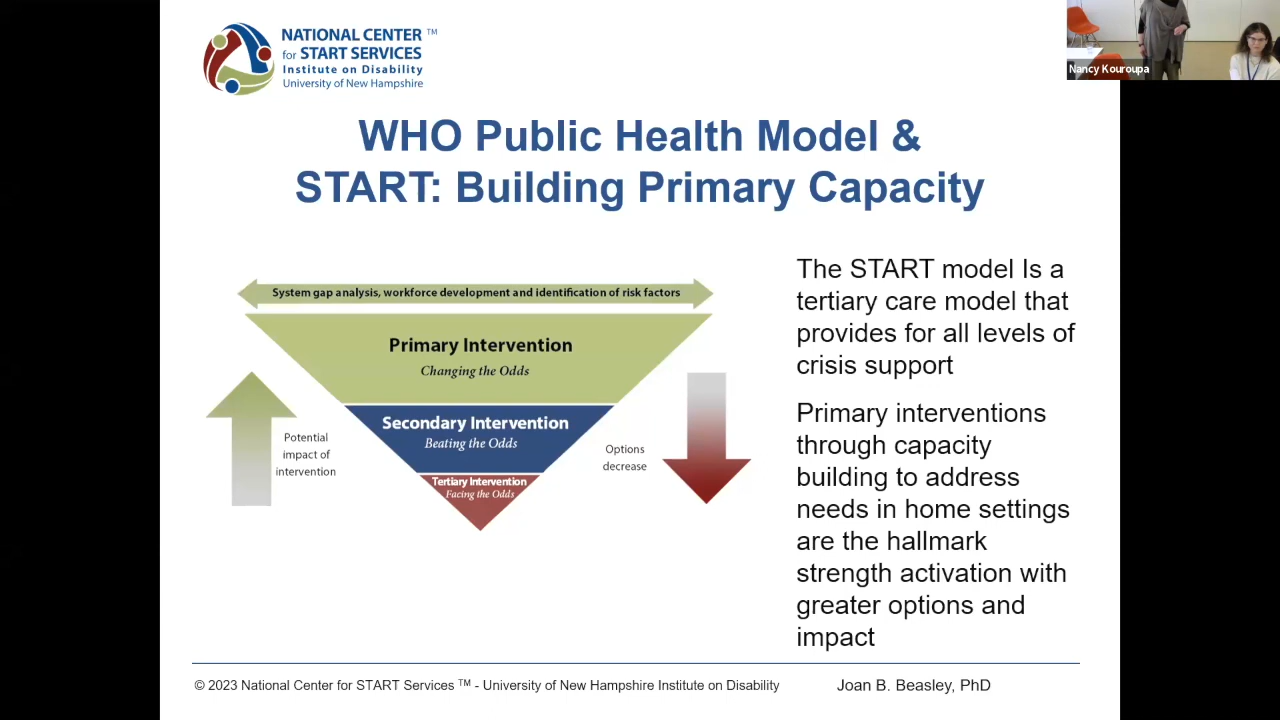 NATIONAL CENTER TM
for START SERVICES
Institute on Disability
University of New Hampshire
Nancy Kouroupa
WHO Public Health Model &
START: Building Primary Capacity
System gap analysis, workforce development and identification of risk factors
Primary Intervention
Changing the Odds
Secondary Intervention
Beating the Odds
Tertiary Intervention
Facing the Odds
Potential
impact of
intervention
Options
decrease
The START model Is a
tertiary care model that
provides for all levels of
crisis support
Primary interventions
through capacity
building to address
needs in home settings
are the hallmark
strength activation with
greater options and
impact
© 2023 National Center for START Services TM - University of New Hampshire Institute on Disability
Joan B. Beasley, PhD